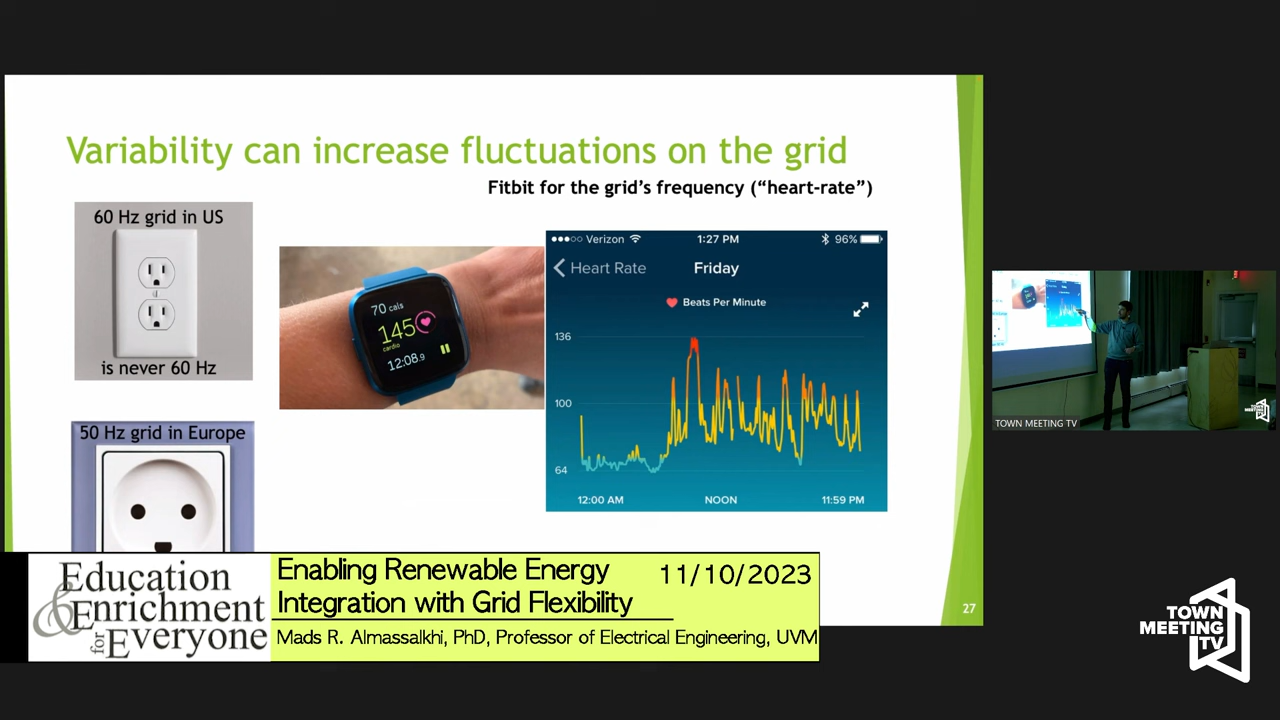 Variability can increase fluctuations on the grid
Fitbit for the grid's frequency ("heart-rate")
60 Hz grid in US
is never 60 Hz
50 Hz grid in Europe
70 cals
145
cardio
12:08.9
Verizon
1:27 PM
96%
Heart Rate
Friday
Beats Per Minute
136
100
64
12:00 AM
NOON
11:59 PM
27
TOWN MEETING TV
TOWN
MEETING
TV
Education
& Enrichment
for Everyone
Enabling Renewable Energy
Integration with Grid Flexibility
11/10/2023
Mads R. Almassalkhi, PhD, Professor of Electrical Engineering, UVM
TOWN
MEETING
TV